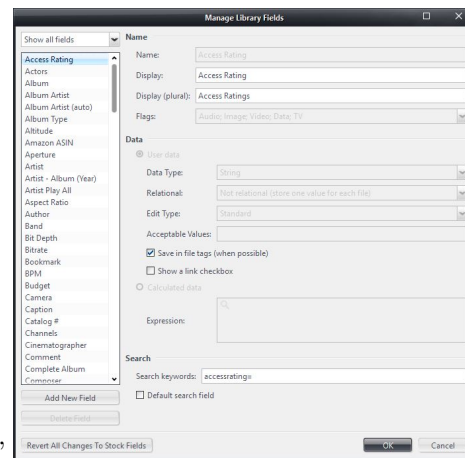 Manage Library Fields
Show all fields
Access Rating
Actors
Album
Album Artist
Album Artist (auto)
Album Type
Altitude
Amazon ASIN
Aperture
Artist
Artist - Album (Year)
Artist Play All
Aspect Ratio
Author
Band
Bit Depth
Bitrate
Bookmark
BPM
Budget
Camera
Caption
Catalog #
Channels
Cinematographer
Comment
Complete Album
Composer
Add New Field
Delete Field
Name
Name: Access Rating
Display: Access Rating
Display (plural): Access Ratings
Flags: Audio; Image; Video; Data; TV
Data
User data
Data Type: String
Relational: Not relational (store one value for each file)
Edit Type: Standard
Acceptable Values:
Save in file tags (when possible)
Show a link checkbox
Calculated data
Expression:
Search
Search keywords: accessrating=
Default search field
, Revert All Changes To Stock Fields
OK Cancel